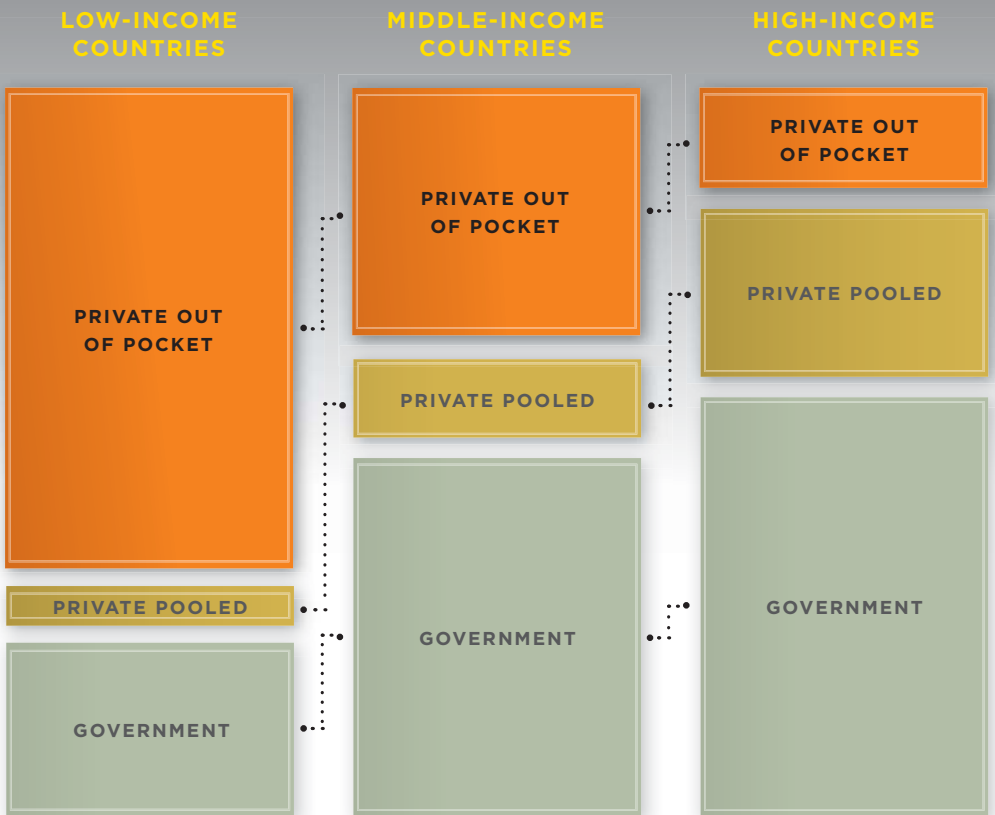 LOW-INCOME
COUNTRIES
PRIVATE OUT
OF POCKET
PRIVATE POOLED
GOVERNMENT
MIDDLE-INCOME
COUNTRIES
PRIVATE OUT
OF POCKET
PRIVATE POOLED
GOVERNMENT
HIGH-INCOME
COUNTRIES
PRIVATE OUT
OF POCKET
PRIVATE POOLED
GOVERNMENT